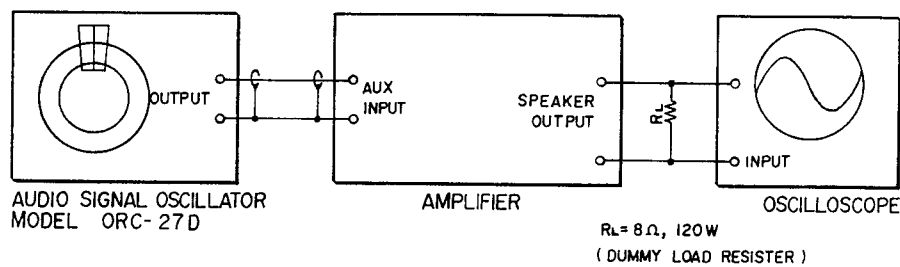 OUTPUT
AUX
INPUT
SPEAKER
OUTPUT
RL
INPUT
AUDIO SIGNAL OSCILLATOR
MODEL ORC-27D
AMPLIFIER
OSCILLOSCOPE
RL=8Ω, 120W
(DUMMY LOAD RESISTER)